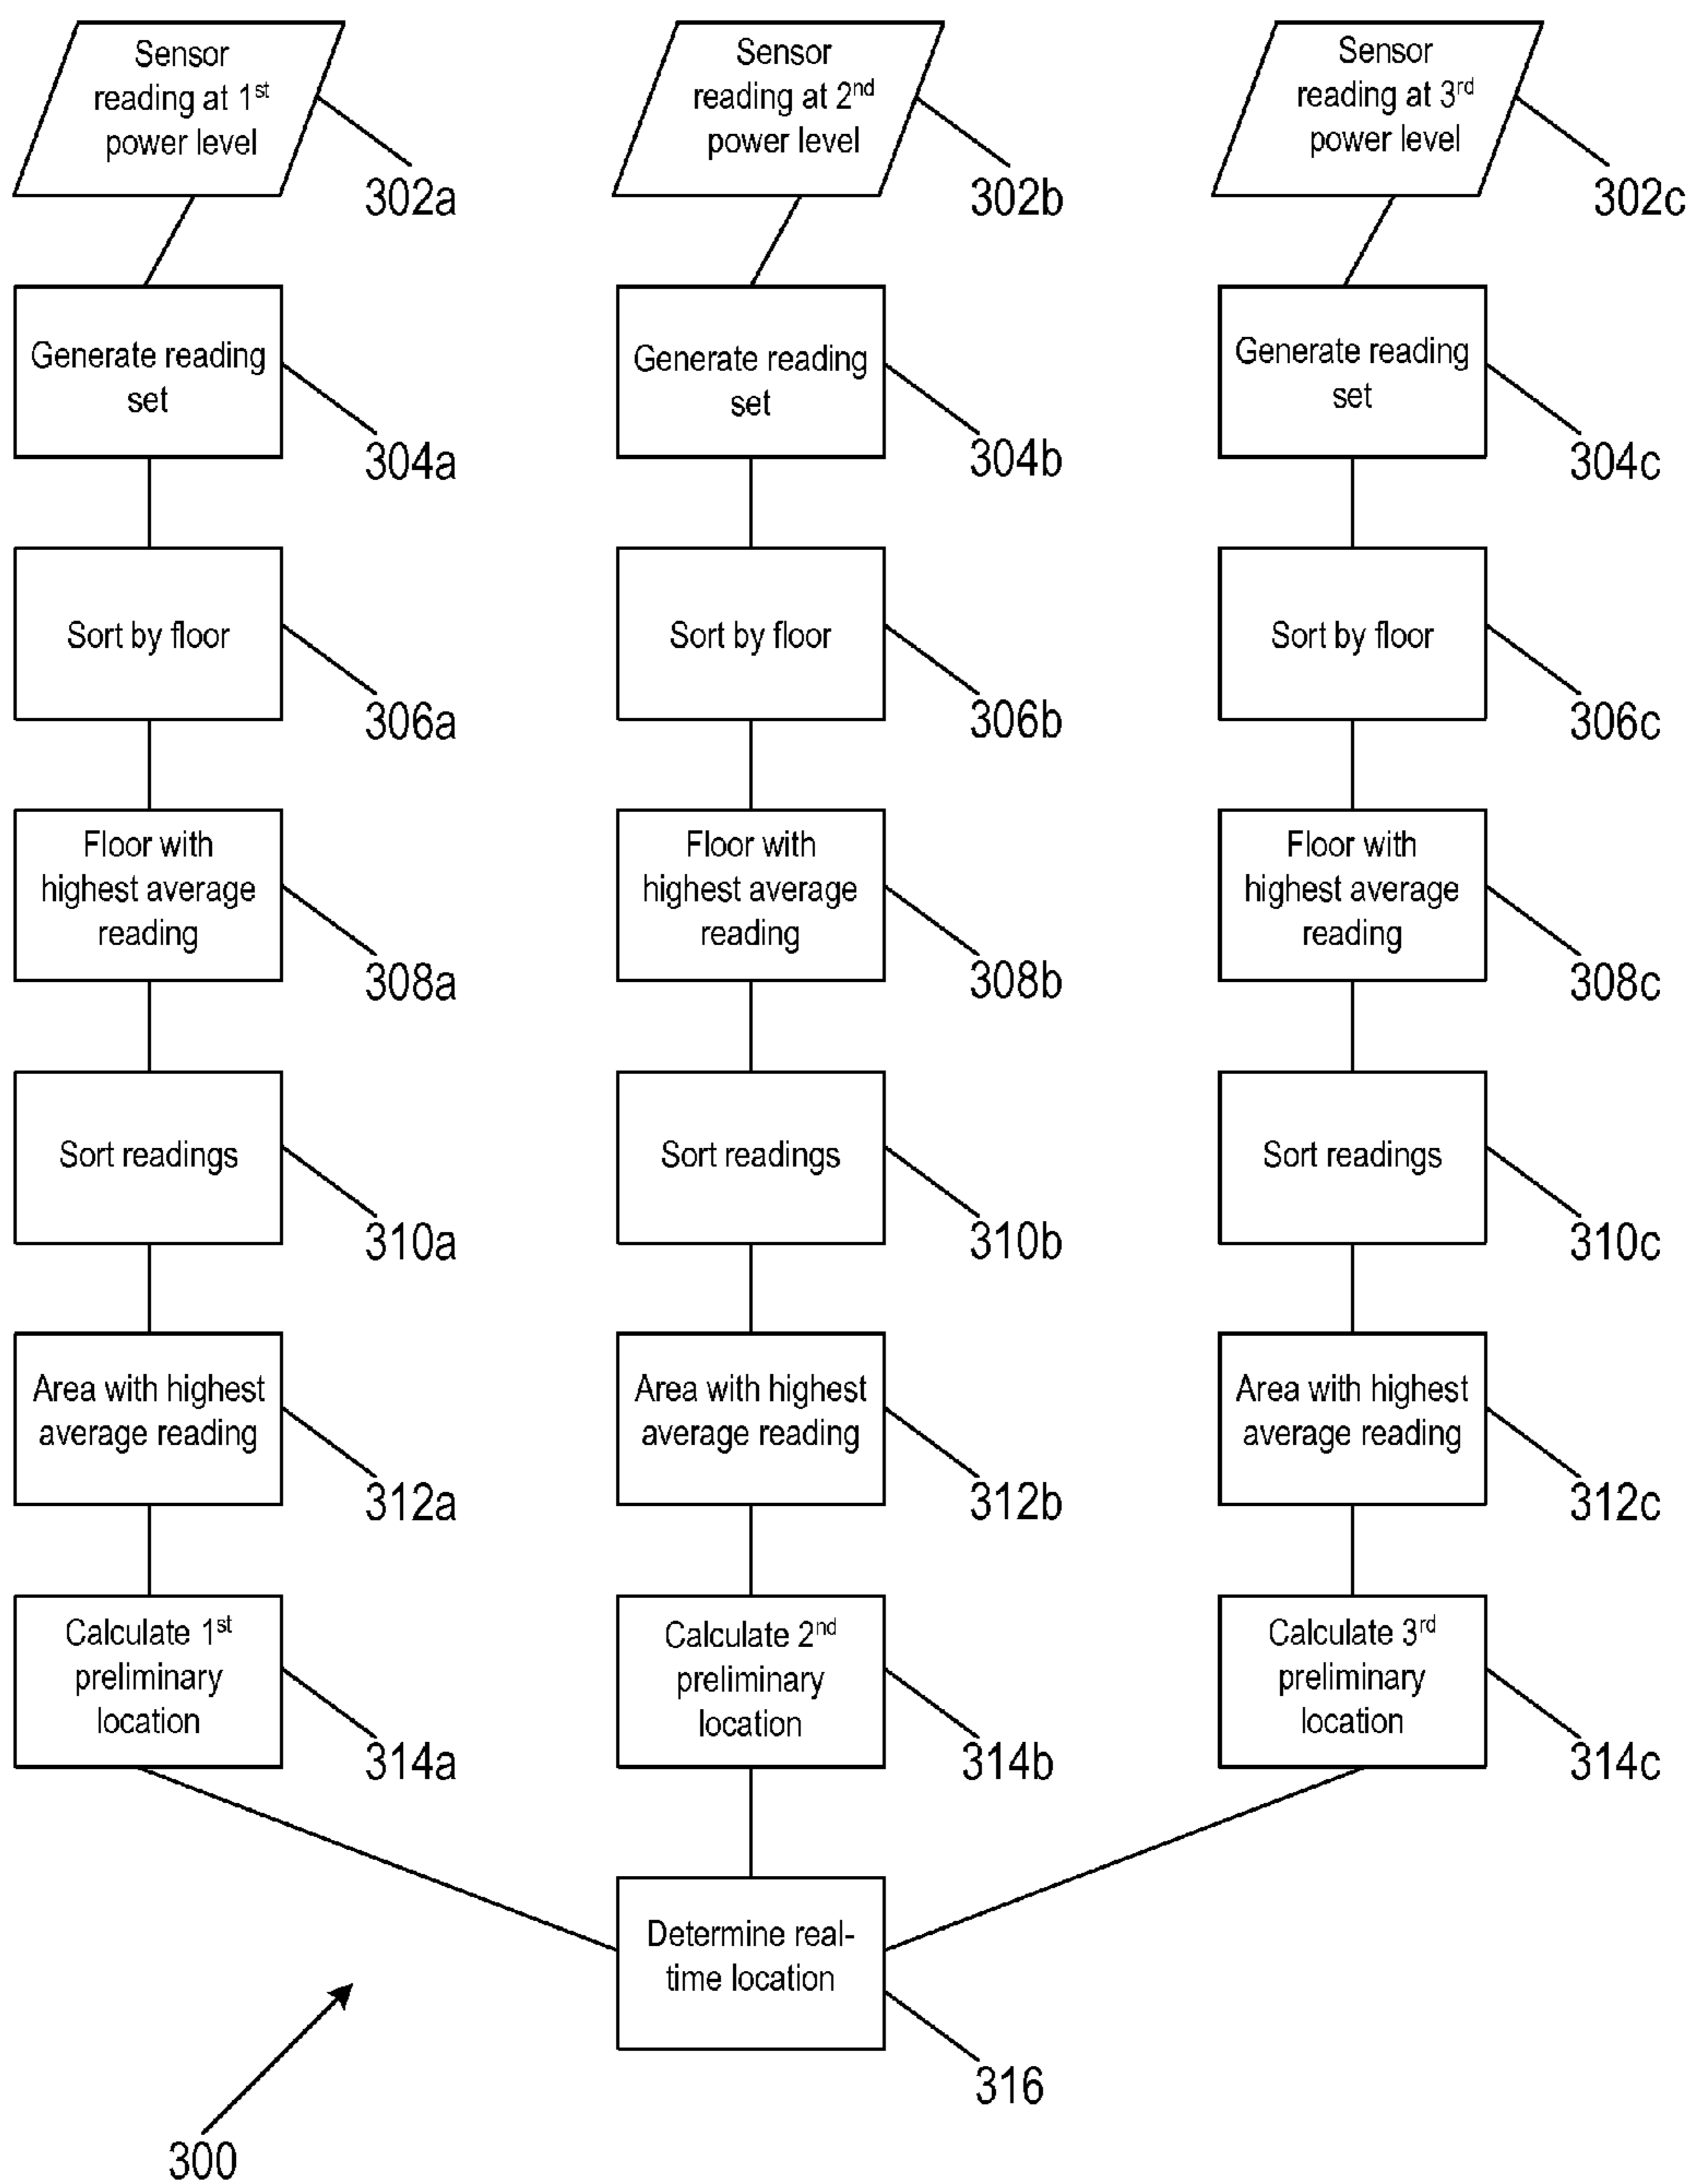 Sensor
reading at 1st
power level
302a
Sensor
reading at 2nd
power level
302b
Sensor
reading at 3rd
power level
302c
Generate reading
set
304a
Generate reading
set
304b
Generate reading
set
304c
Sort by floor
306a
Sort by floor
306b
Sort by floor
306c
Floor with
highest average
reading
308a
Floor with
highest average
reading
308b
Floor with
highest average
reading
308c
Sort readings
310a
Sort readings
310b
Sort readings
310c
Area with highest
average reading
312a
Area with highest
average reading
312b
Area with highest
average reading
312c
Calculate 1st
preliminary
location
314a
Calculate 2nd
preliminary
location
314b
Calculate 3rd
preliminary
location
314c
Determine real-
time location
316
300